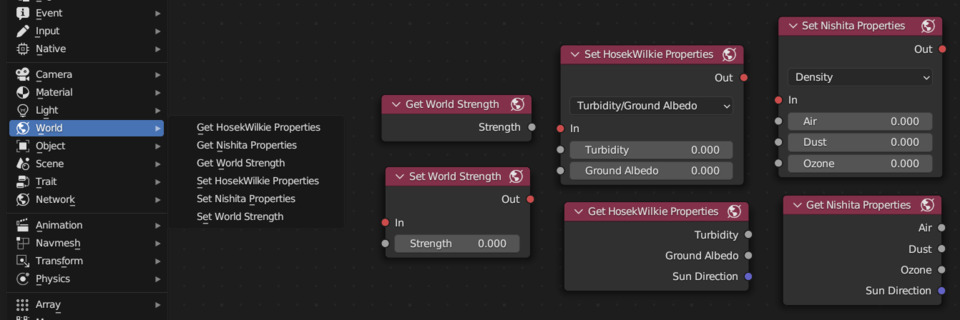 Event
Input
Native
Camera
Material
Light
World
Object
Scene
Trait
Network
Animation
Navmesh
Transform
Physics
Array
Get HosekWilkie Properties
Get Nishita Properties
Get World Strength
Set HosekWilkie Properties
Set Nishita Properties
Set World Strength
Get World Strength
Strength
Set World Strength
Out
In
Strength 0.000
Set HosekWilkie Properties
Out
Turbidity/Ground Albedo
In
Turbidity 0.000
Ground Albedo 0.000
Get HosekWilkie Properties
Turbidity
Ground Albedo
Sun Direction
Set Nishita Properties
Out
Density
In
Air 0.000
Dust 0.000
Ozone 0.000
Get Nishita Properties
Air
Dust
Ozone
Sun Direction